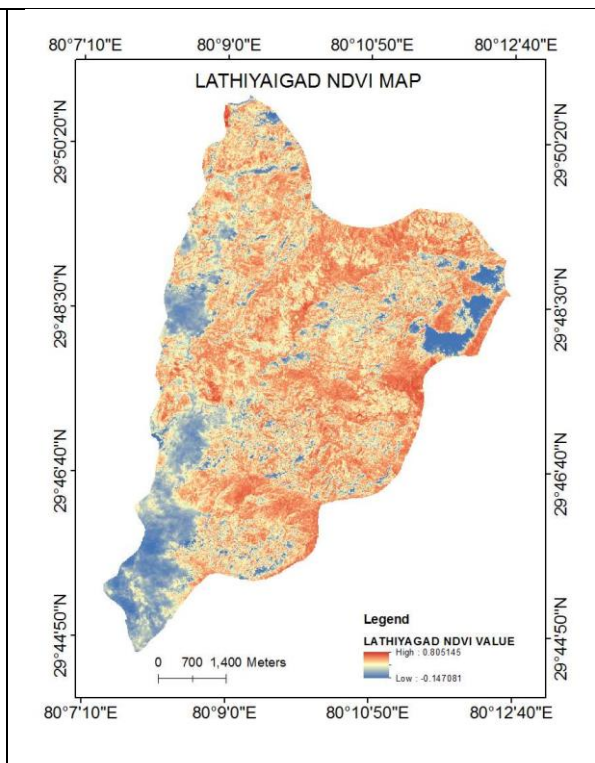 80°7'10"E 80°9'0"E 80°10'50"E 80°12'40"E
LATHIYAIGAD NDVI MAP
29°50'20"N 29°50'20"N
29°48'30"N 29°48'30"N
29°46'40"N 29°46'40"N
29°44'50"N 29°44'50"N
Legend
LATHIYAGAD NDVI VALUE
High : 0.805145
Low : -0.147081
0 700 1,400 Meters
80°7'10"E 80°9'0"E 80°10'50"E 80°12'40"E